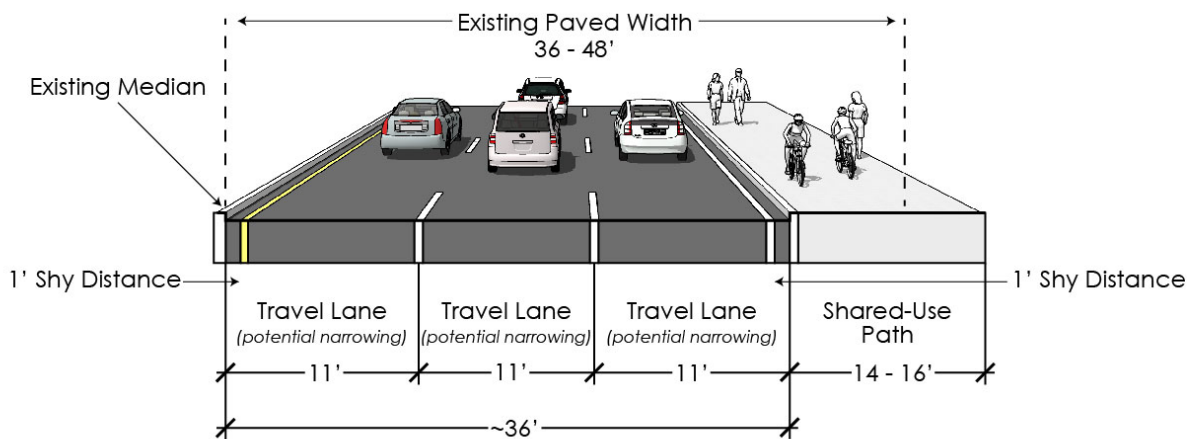 Existing Paved Width
36 - 48’
Existing Median
1’ Shy Distance
1’ Shy Distance
Travel Lane
(potential narrowing)
Travel Lane
(potential narrowing)
Travel Lane
(potential narrowing)
Shared-Use
Path
11’
11’
11’
14 - 16’
~36’